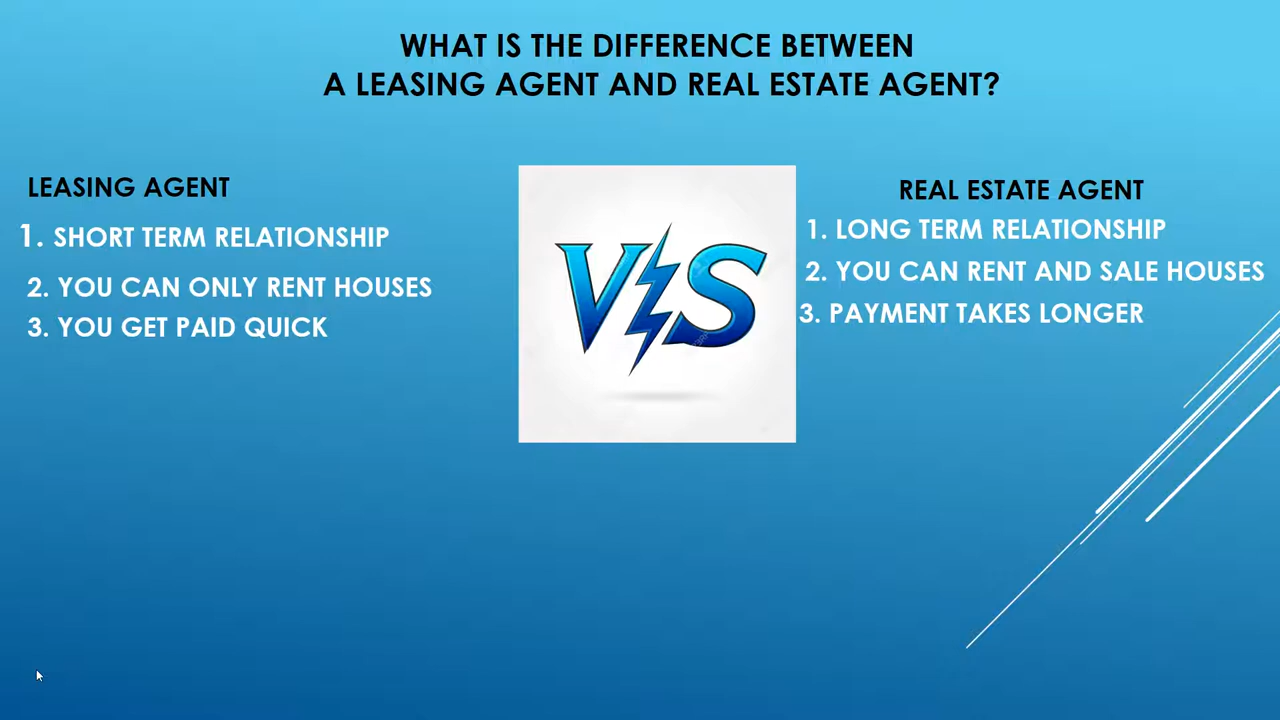 WHAT IS THE DIFFERENCE BETWEEN
A LEASING AGENT AND REAL ESTATE AGENT?
LEASING AGENT
1. SHORT TERM RELATIONSHIP
2. YOU CAN ONLY RENT HOUSES
3. YOU GET PAID QUICK
VS
REAL ESTATE AGENT
1. LONG TERM RELATIONSHIP
2. YOU CAN RENT AND SALE HOUSES
3. PAYMENT TAKES LONGER